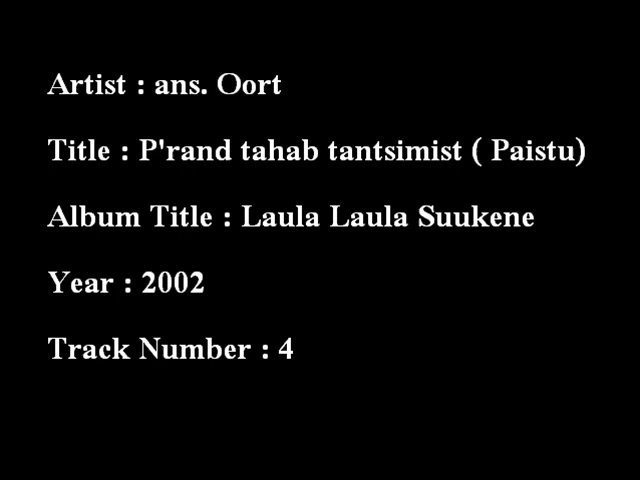 Artist : ans. Oort
Title : P'rand tahab tantsimist ( Paistu)
Album Title : Laula Laula Suukene
Year : 2002
Track Number : 4